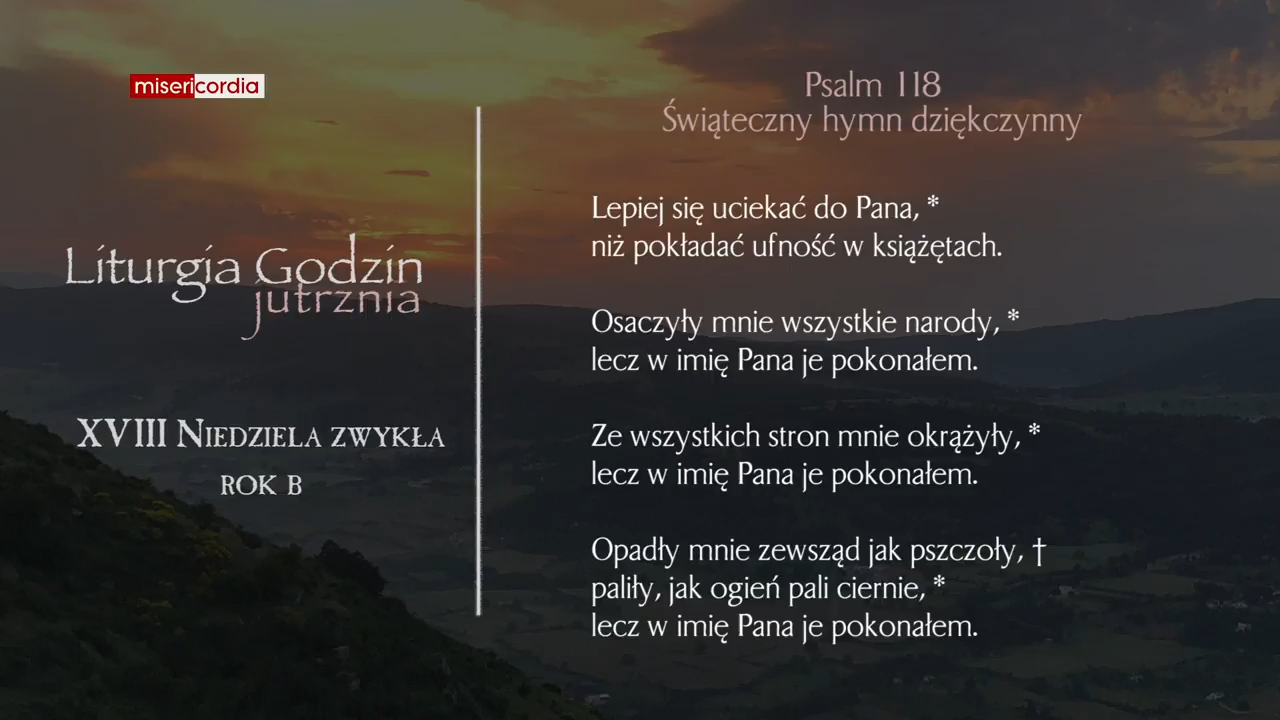 misericordia
Liturgia Godzin
jutrznia
XVIII Niedziela zwykła
rok B
Psalm 118
Świąteczny hymn dziękczynny
Lepiej się uciekać do Pana, *
niż pokładać ufność w książętach.
Osaczyły mnie wszystkie narody, *
lecz w imię Pana je pokonałem.
Ze wszystkich stron mnie okrążyły, *
lecz w imię Pana je pokonałem.
Opadły mnie zewsząd jak pszczoły, †
paliły, jak ogień pali ciernie, *
lecz w imię Pana je pokonałem.